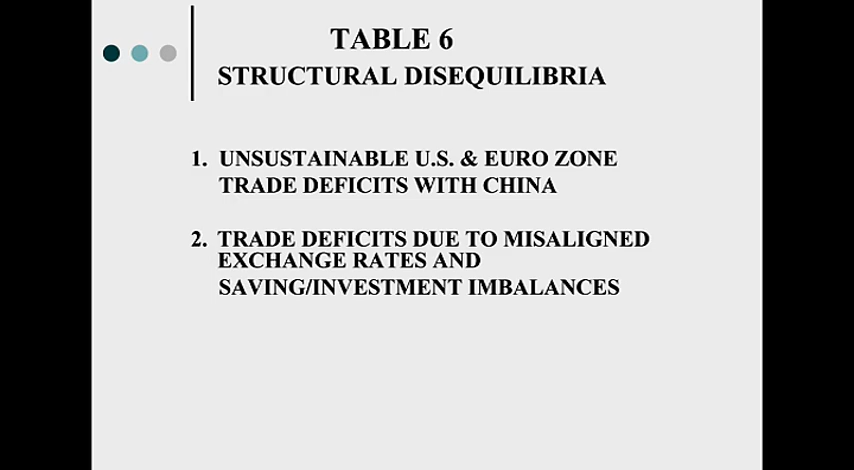 TABLE 6
STRUCTURAL DISEQUILIBRIA
1. UNSUSTAINABLE U.S. & EURO ZONE
TRADE DEFICITS WITH CHINA
2. TRADE DEFICITS DUE TO MISALIGNED
EXCHANGE RATES AND
SAVING/INVESTMENT IMBALANCES